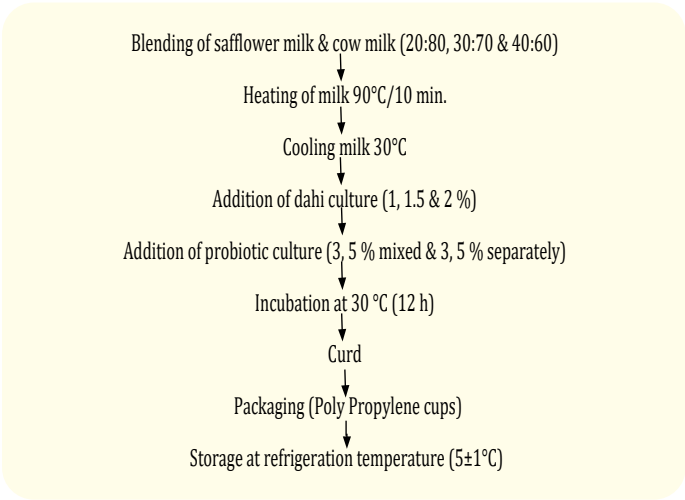 Blending of safflower milk & cow milk (20:80, 30:70 & 40:60)
Heating of milk 90°C/10 min.
Cooling milk 30°C
Addition of dahi culture (1, 1.5 & 2 %)
Addition of probiotic culture (3, 5 % mixed & 3, 5 % separately)
Incubation at 30 °C (12 h)
Curd
Packaging (Poly Propylene cups)
Storage at refrigeration temperature (5±1°C)